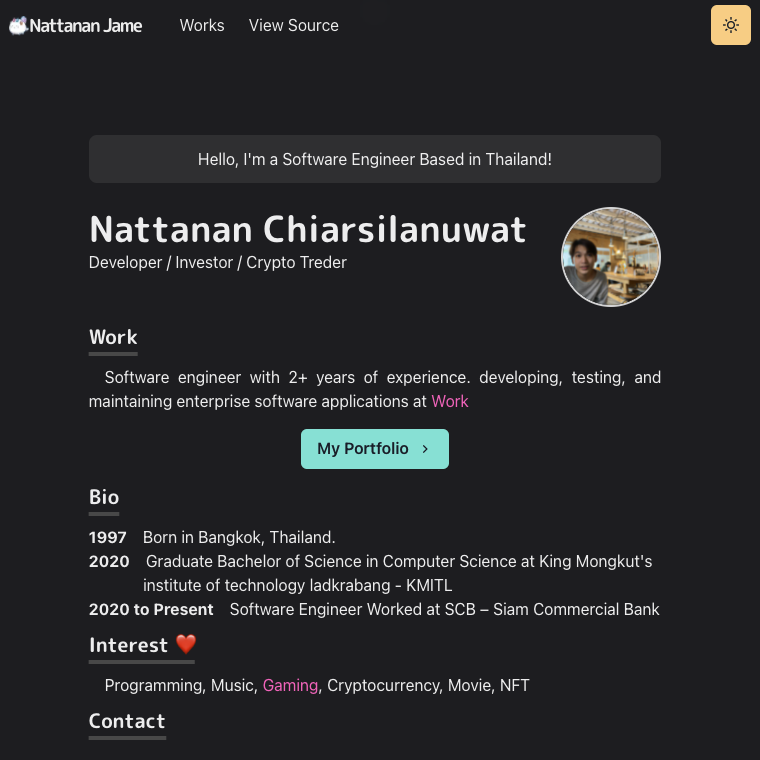 Nattanan Jame Works View Source
Hello, I'm a Software Engineer Based in Thailand!
Nattanan Chiarsilanuwat
Developer / Investor / Crypto Treder
Work
Software engineer with 2+ years of experience. developing, testing, and
maintaining enterprise software applications at Work
My Portfolio
Bio
1997 Born in Bangkok, Thailand.
2020 Graduate Bachelor of Science in Computer Science at King Mongkut's
institute of technology ladkrabang - KMITL
2020 to Present Software Engineer Worked at SCB – Siam Commercial Bank
Interest ❤️
Programming, Music, Gaming, Cryptocurrency, Movie, NFT
Contact